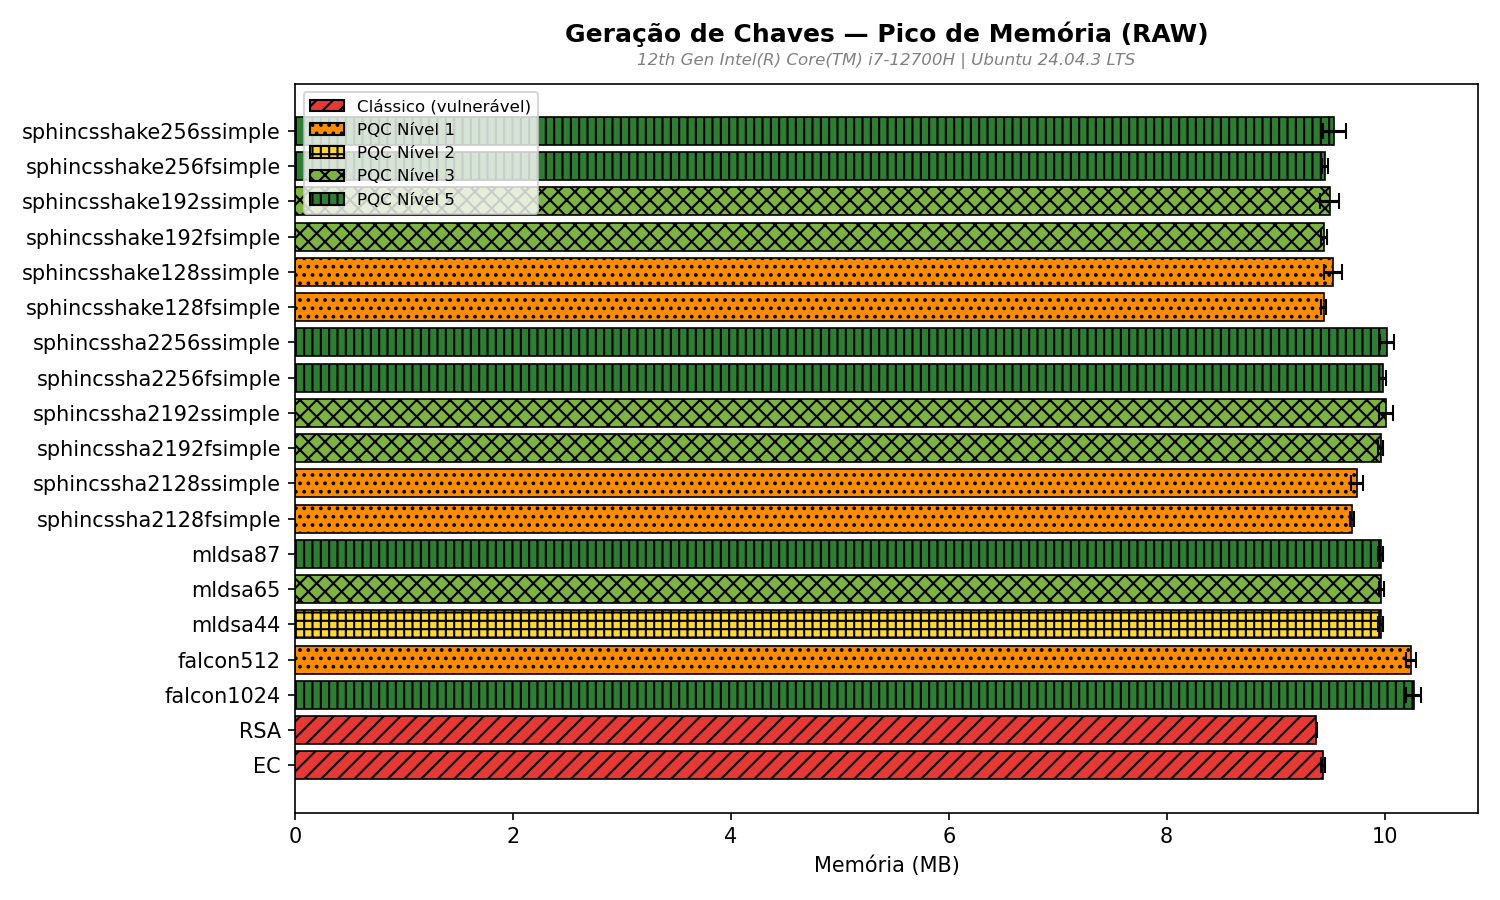 Geração de Chaves — Pico de Memória (RAW)
12th Gen Intel(R) Core(TM) i7-12700H | Ubuntu 24.04.3 LTS
Clássico (vulnerável)
PQC Nível 1
PQC Nível 2
PQC Nível 3
PQC Nível 5
sphincsshake256ssimple
sphincsshake256fsimple
sphincsshake192ssimple
sphincsshake192fsimple
sphincsshake128ssimple
sphincsshake128fsimple
sphincssha2256ssimple
sphincssha2256fsimple
sphincssha2192ssimple
sphincssha2192fsimple
sphincssha2128ssimple
sphincssha2128fsimple
mldsa87
mldsa65
mldsa44
falcon512
falcon1024
RSA
EC
0 2 4 6 8 10
Memória (MB)